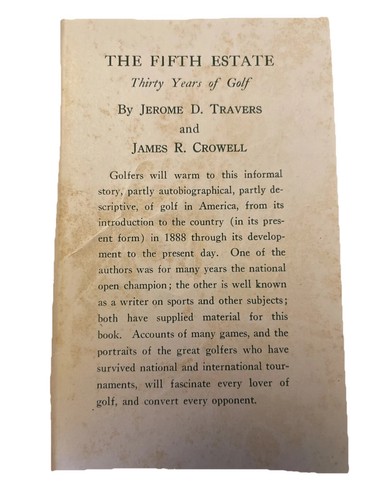 THE FIFTH ESTATE
Thirty Years of Golf
By Jerome D. Travers
and
James R. Crowell
Golfers will warm to this informal
story, partly autobiographical, partly de-
scriptive, of golf in America, from its
introduction to the country (in its pres-
ent form) in 1888 through its develop-
ment to the present day. One of the
authors was for many years the national
open champion; the other is well known
as a writer on sports and other subjects;
both have supplied material for this
book. Accounts of many games, and the
portraits of the great golfers who have
survived national and international tour-
naments, will fascinate every lover of
golf, and convert every opponent.